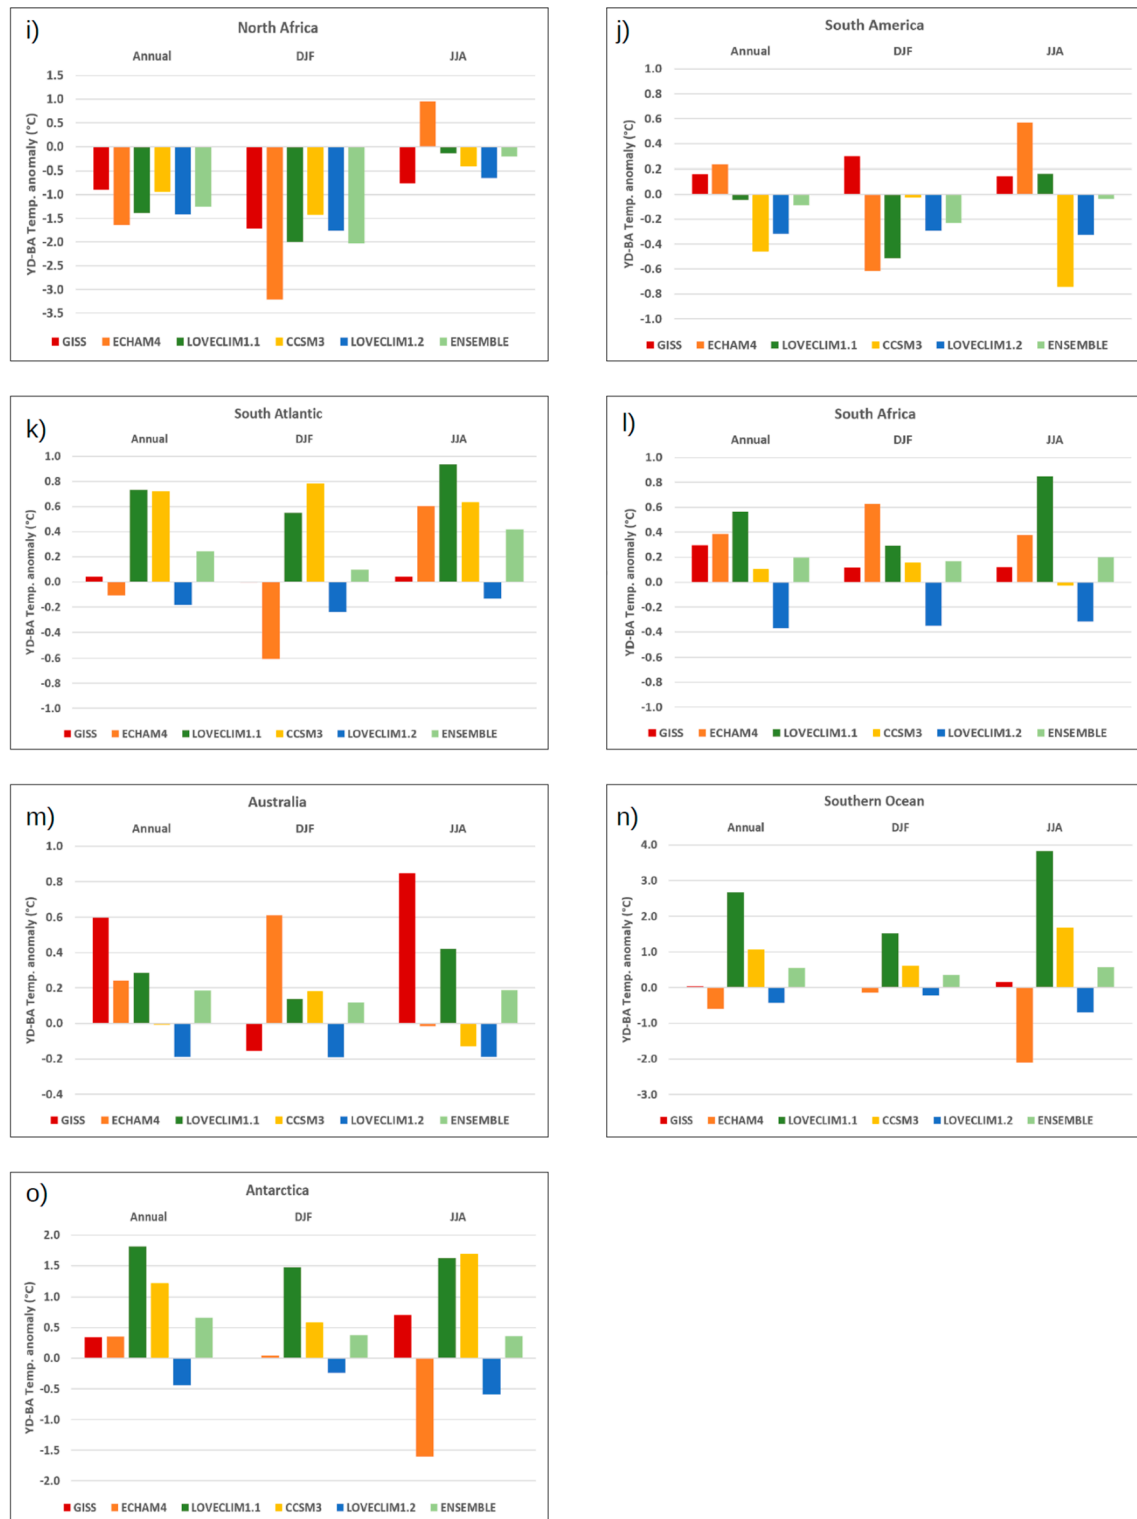 i)
North Africa
Annual DJF JJA
YD-BA Temp. anomaly (°C)
1.5
1.0
0.5
0.0
-0.5
-1.0
-1.5
-2.0
-2.5
-3.0
-3.5
GISS ECHAM4 LOVECLIM1.1 CCSM3 LOVECLIM1.2 ENSEMBLE
j)
South America
Annual DJF JJA
YD-BA Temp. anomaly (°C)
1.0
0.8
0.6
0.4
0.2
0.0
-0.2
-0.4
-0.6
-0.8
-1.0
GISS ECHAM4 LOVECLIM1.1 CCSM3 LOVECLIM1.2 ENSEMBLE
k)
South Atlantic
Annual DJF JJA
YD-BA Temp. anomaly (°C)
1.0
0.8
0.6
0.4
0.2
0.0
-0.2
-0.4
-0.6
-0.8
-1.0
GISS ECHAM4 LOVECLIM1.1 CCSM3 LOVECLIM1.2 ENSEMBLE
l)
South Africa
Annual DJF JJA
YD-BA Temp. anomaly (°C)
1.0
0.8
0.6
0.4
0.2
0.0
-0.2
-0.4
-0.6
-0.8
-1.0
GISS ECHAM4 LOVECLIM1.1 CCSM3 LOVECLIM1.2 ENSEMBLE
m)
Australia
Annual DJF JJA
YD-BA Temp. anomaly (°C)
1.0
0.8
0.6
0.4
0.2
0.0
-0.2
-0.4
GISS ECHAM4 LOVECLIM1.1 CCSM3 LOVECLIM1.2 ENSEMBLE
n)
Southern Ocean
Annual DJF JJA
YD-BA Temp. anomaly (°C)
4.0
3.0
2.0
1.0
0.0
-1.0
-2.0
-3.0
GISS ECHAM4 LOVECLIM1.1 CCSM3 LOVECLIM1.2 ENSEMBLE
o)
Antarctica
Annual DJF JJA
YD-BA Temp. anomaly (°C)
2.0
1.5
1.0
0.5
0.0
-0.5
-1.0
-1.5
-2.0
GISS ECHAM4 LOVECLIM1.1 CCSM3 LOVECLIM1.2 ENSEMBLE